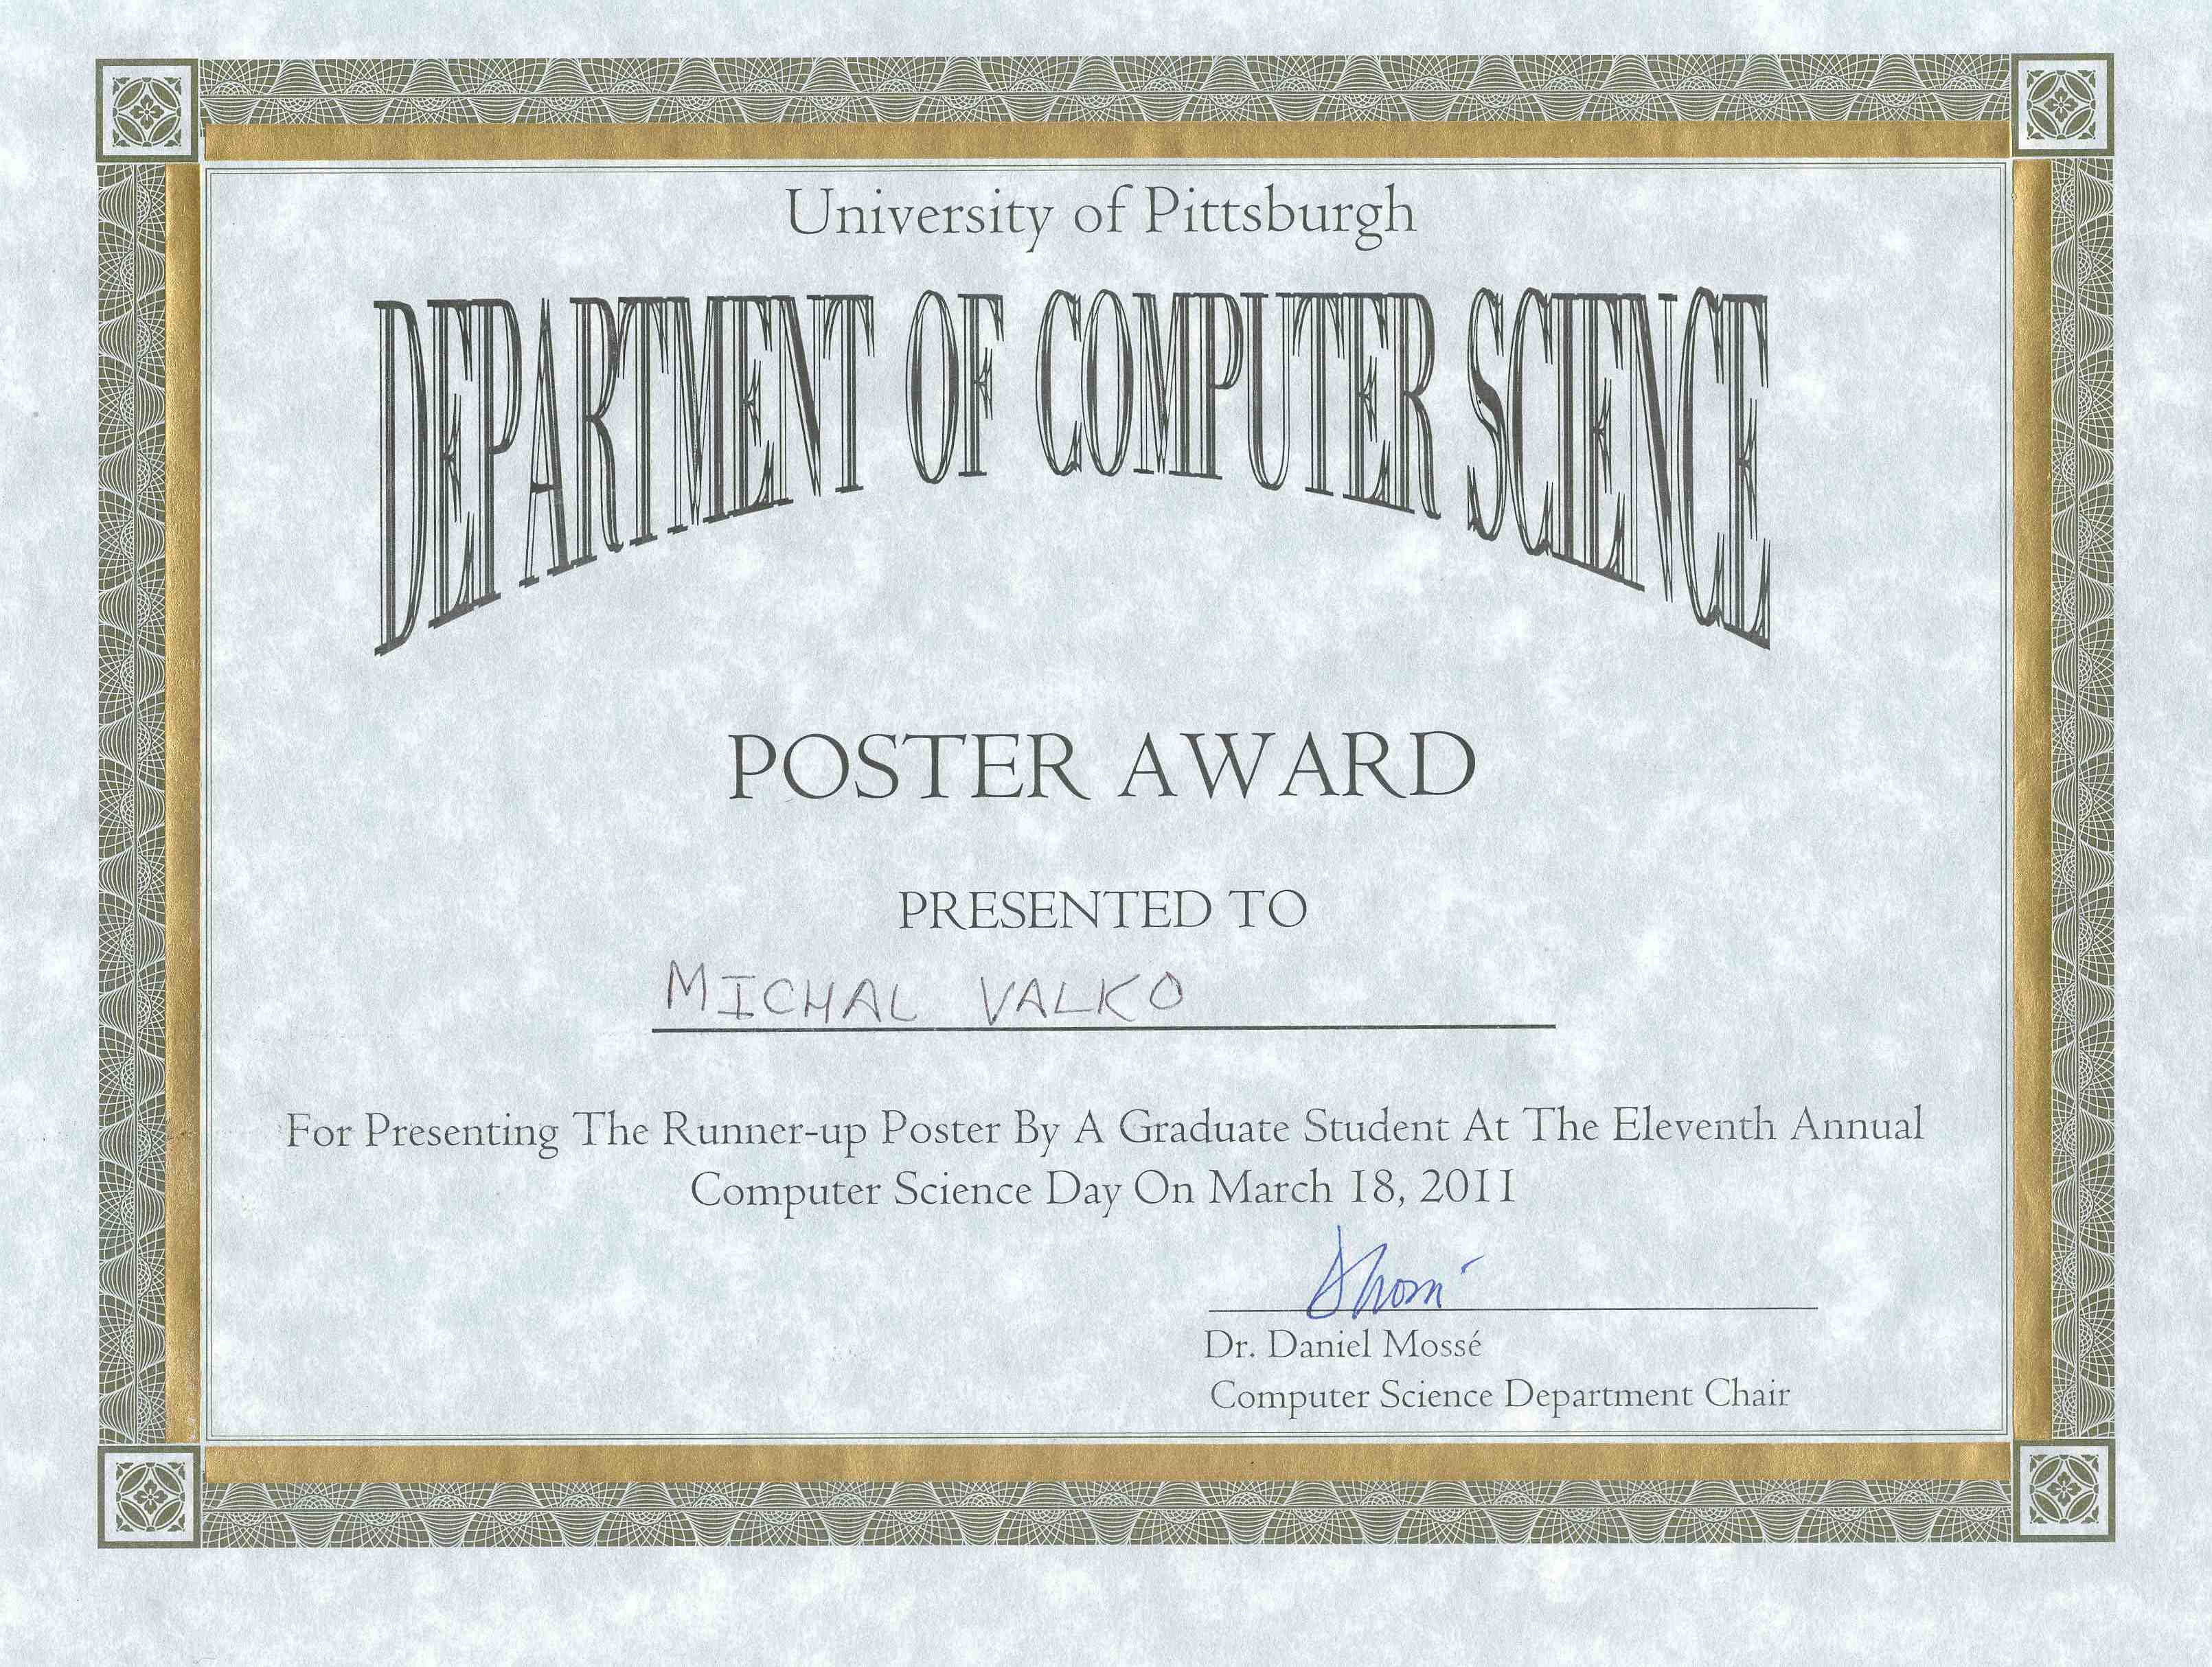 University of Pittsburgh
DEPARTMENT OF COMPUTER SCIENCE
POSTER AWARD
PRESENTED TO
MICHAL VALKO
For Presenting The Runner-up Poster By A Graduate Student At The Eleventh Annual
Computer Science Day On March 18, 2011
Dr. Daniel Mossé
Computer Science Department Chair